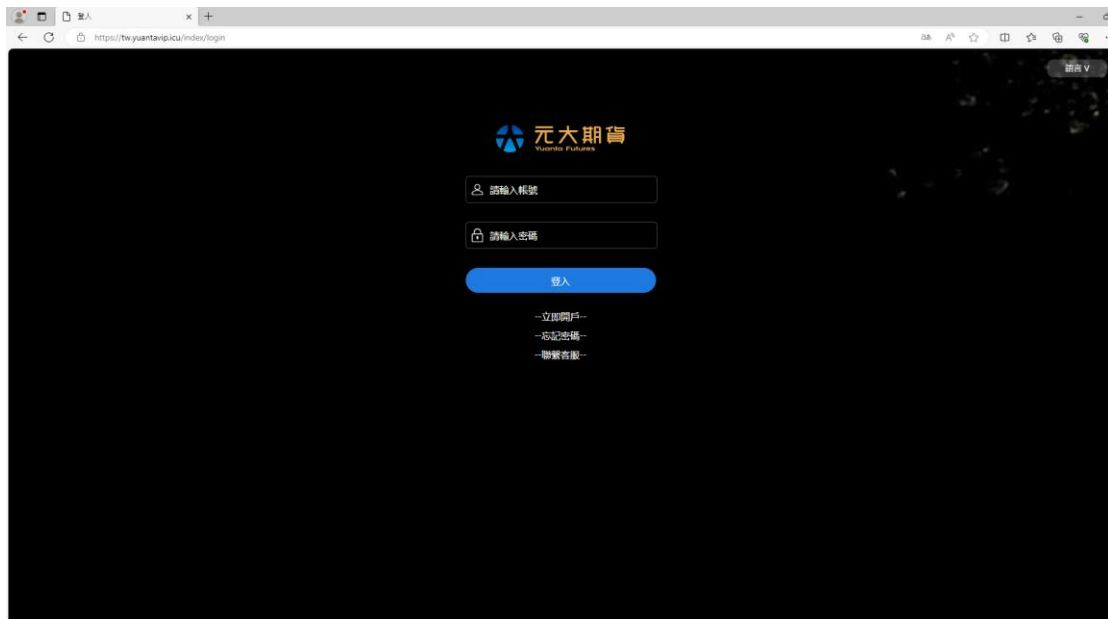 登入
https://tw.yuantavip.icu/index/login
語言 V
元大期貨
Yuanta Futures
請輸入帳號
請輸入密碼
登入
--立即開戶--
--忘記密碼--
--聯繫客服--